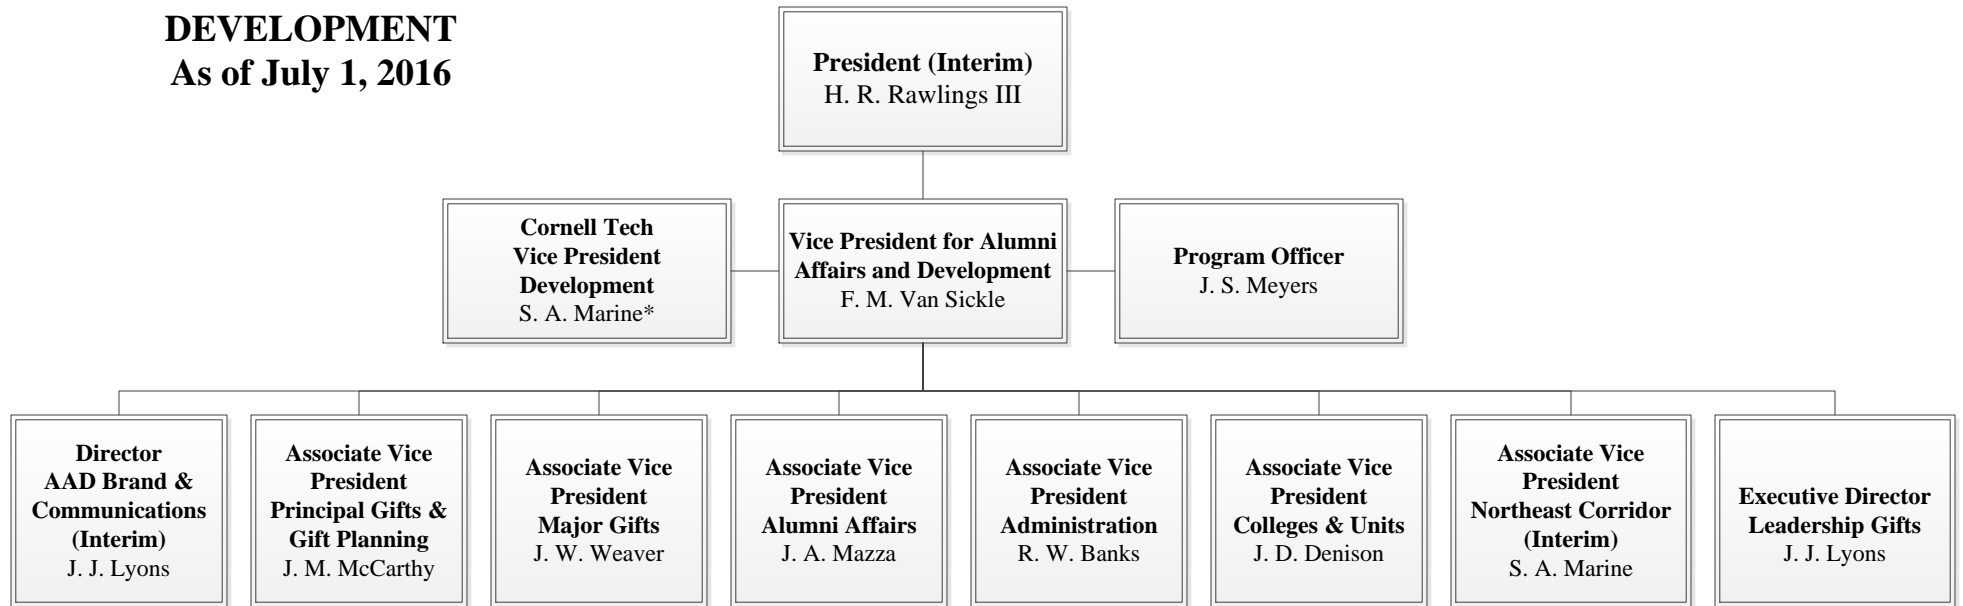 DEVELOPMENT
As of July 1, 2016
President (Interim)
H. R. Rawlings III
Cornell Tech
Vice President
Development
S. A. Marine*
Vice President for Alumni
Affairs and Development
F. M. Van Sickle
Program Officer
J. S. Meyers
Director
AAD Brand &
Communications
(Interim)
J. J. Lyons
Associate Vice
President
Principal Gifts &
Gift Planning
J. M. McCarthy
Associate Vice
President
Major Gifts
J. W. Weaver
Associate Vice
President
Alumni Affairs
J. A. Mazza
Associate Vice
President
Administration
R. W. Banks
Associate Vice
President
Colleges & Units
J. D. Denison
Associate Vice
President
Northeast Corridor
(Interim)
S. A. Marine
Executive Director
Leadership Gifts
J. J. Lyons